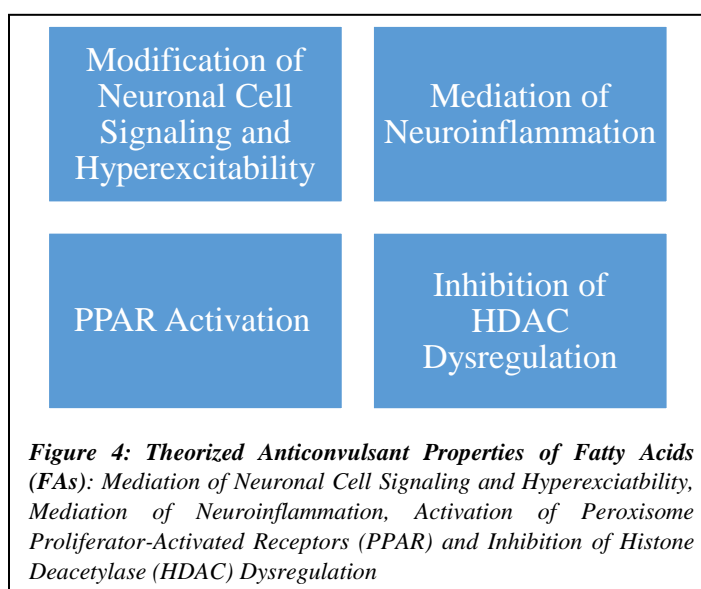 Modification of
Neuronal Cell
Signaling and
Hyperexcitability
Mediation of
Neuroinflammation
PPAR Activation
Inhibition of
HDAC
Dysregulation
Figure 4: Theorized Anticonvulsant Properties of Fatty Acids
(FAs): Mediation of Neuronal Cell Signaling and Hyperexciatbility,
Mediation of Neuroinflammation, Activation of Peroxisome
Proliferator-Activated Receptors (PPAR) and Inhibition of Histone
Deacetylase (HDAC) Dysregulation